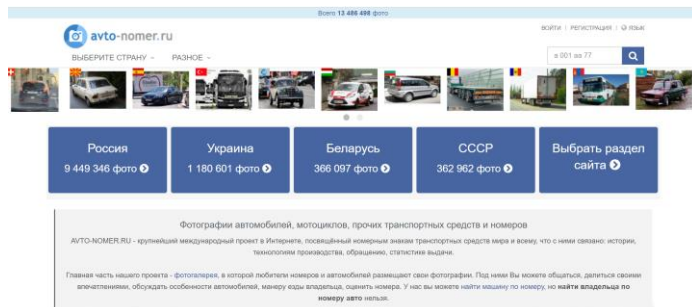 Всего 13 486 498 фото
avto-nomer.ru
ВОЙТИ РЕГИСТРАЦИЯ ЯЗЫК
ВЫБЕРИТЕ СТРАНУ РАЗНОЕ
а 001 аа 77
Россия
9 449 346 фото
Украина
1 180 601 фото
Беларусь
366 097 фото
СССР
362 962 фото
Выбрать раздел
сайта
Фотографии автомобилей, мотоциклов, прочих транспортных средств и номеров
AVTO-NOMER.RU - крупнейший международный проект в Интернете, посвящённый номерным знакам транспортных средств мира и всему, что с ними связано: истории,
технологиям производства, обращению, статистике выдачи.
Главная часть нашего проекта - фотогалерея, в которой любители номеров и автомобилей размещают свои фотографии. Под ними Вы можете общаться, делиться своими
впечатлениями, обсуждать особенности автомобилей, манеру езды владельца, оценить номера. У нас вы можете найти машину по номеру, но найти владельца по
номеру авто нельзя.